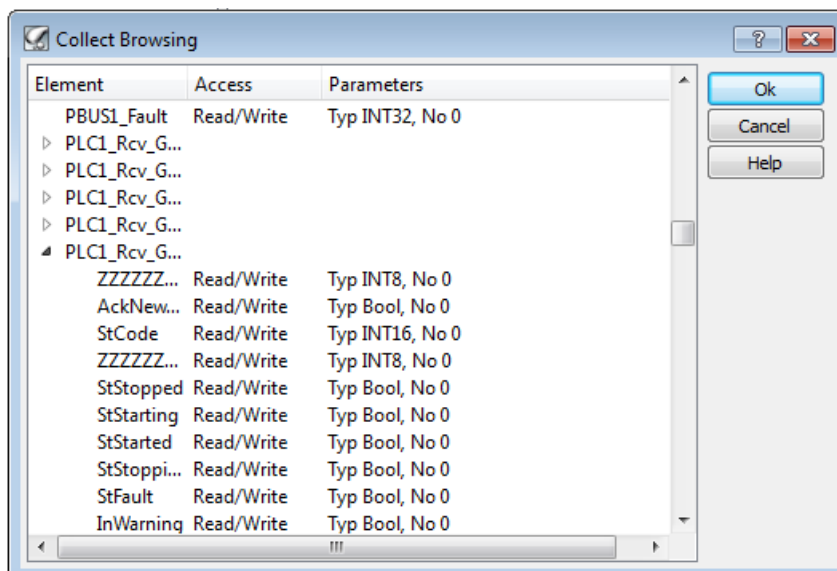 Collect Browsing
Element Access Parameters
PBUS1_Fault Read/Write Typ INT32, No 0
PLC1_Rcv_G...
PLC1_Rcv_G...
PLC1_Rcv_G...
PLC1_Rcv_G...
PLC1_Rcv_G...
ZZZZZZ... Read/Write Typ INT8, No 0
AckNew... Read/Write Typ Bool, No 0
StCode Read/Write Typ INT16, No 0
ZZZZZZ... Read/Write Typ INT8, No 0
StStopped Read/Write Typ Bool, No 0
StStarting Read/Write Typ Bool, No 0
StStarted Read/Write Typ Bool, No 0
StStoppi... Read/Write Typ Bool, No 0
StFault Read/Write Typ Bool, No 0
InWarning Read/Write Typ Bool, No 0
Ok
Cancel
Help